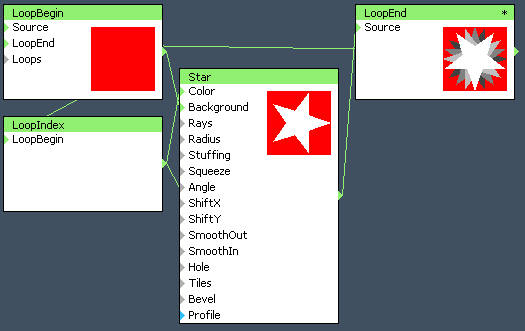 LoopBegin
Source
LoopEnd
Loops
LoopIndex
LoopBegin
Star
Color
Background
Rays
Radius
Stuffing
Squeeze
Angle
ShiftX
ShiftY
SmoothOut
SmoothIn
Hole
Tiles
Bevel
Profile
LoopEnd *
Source